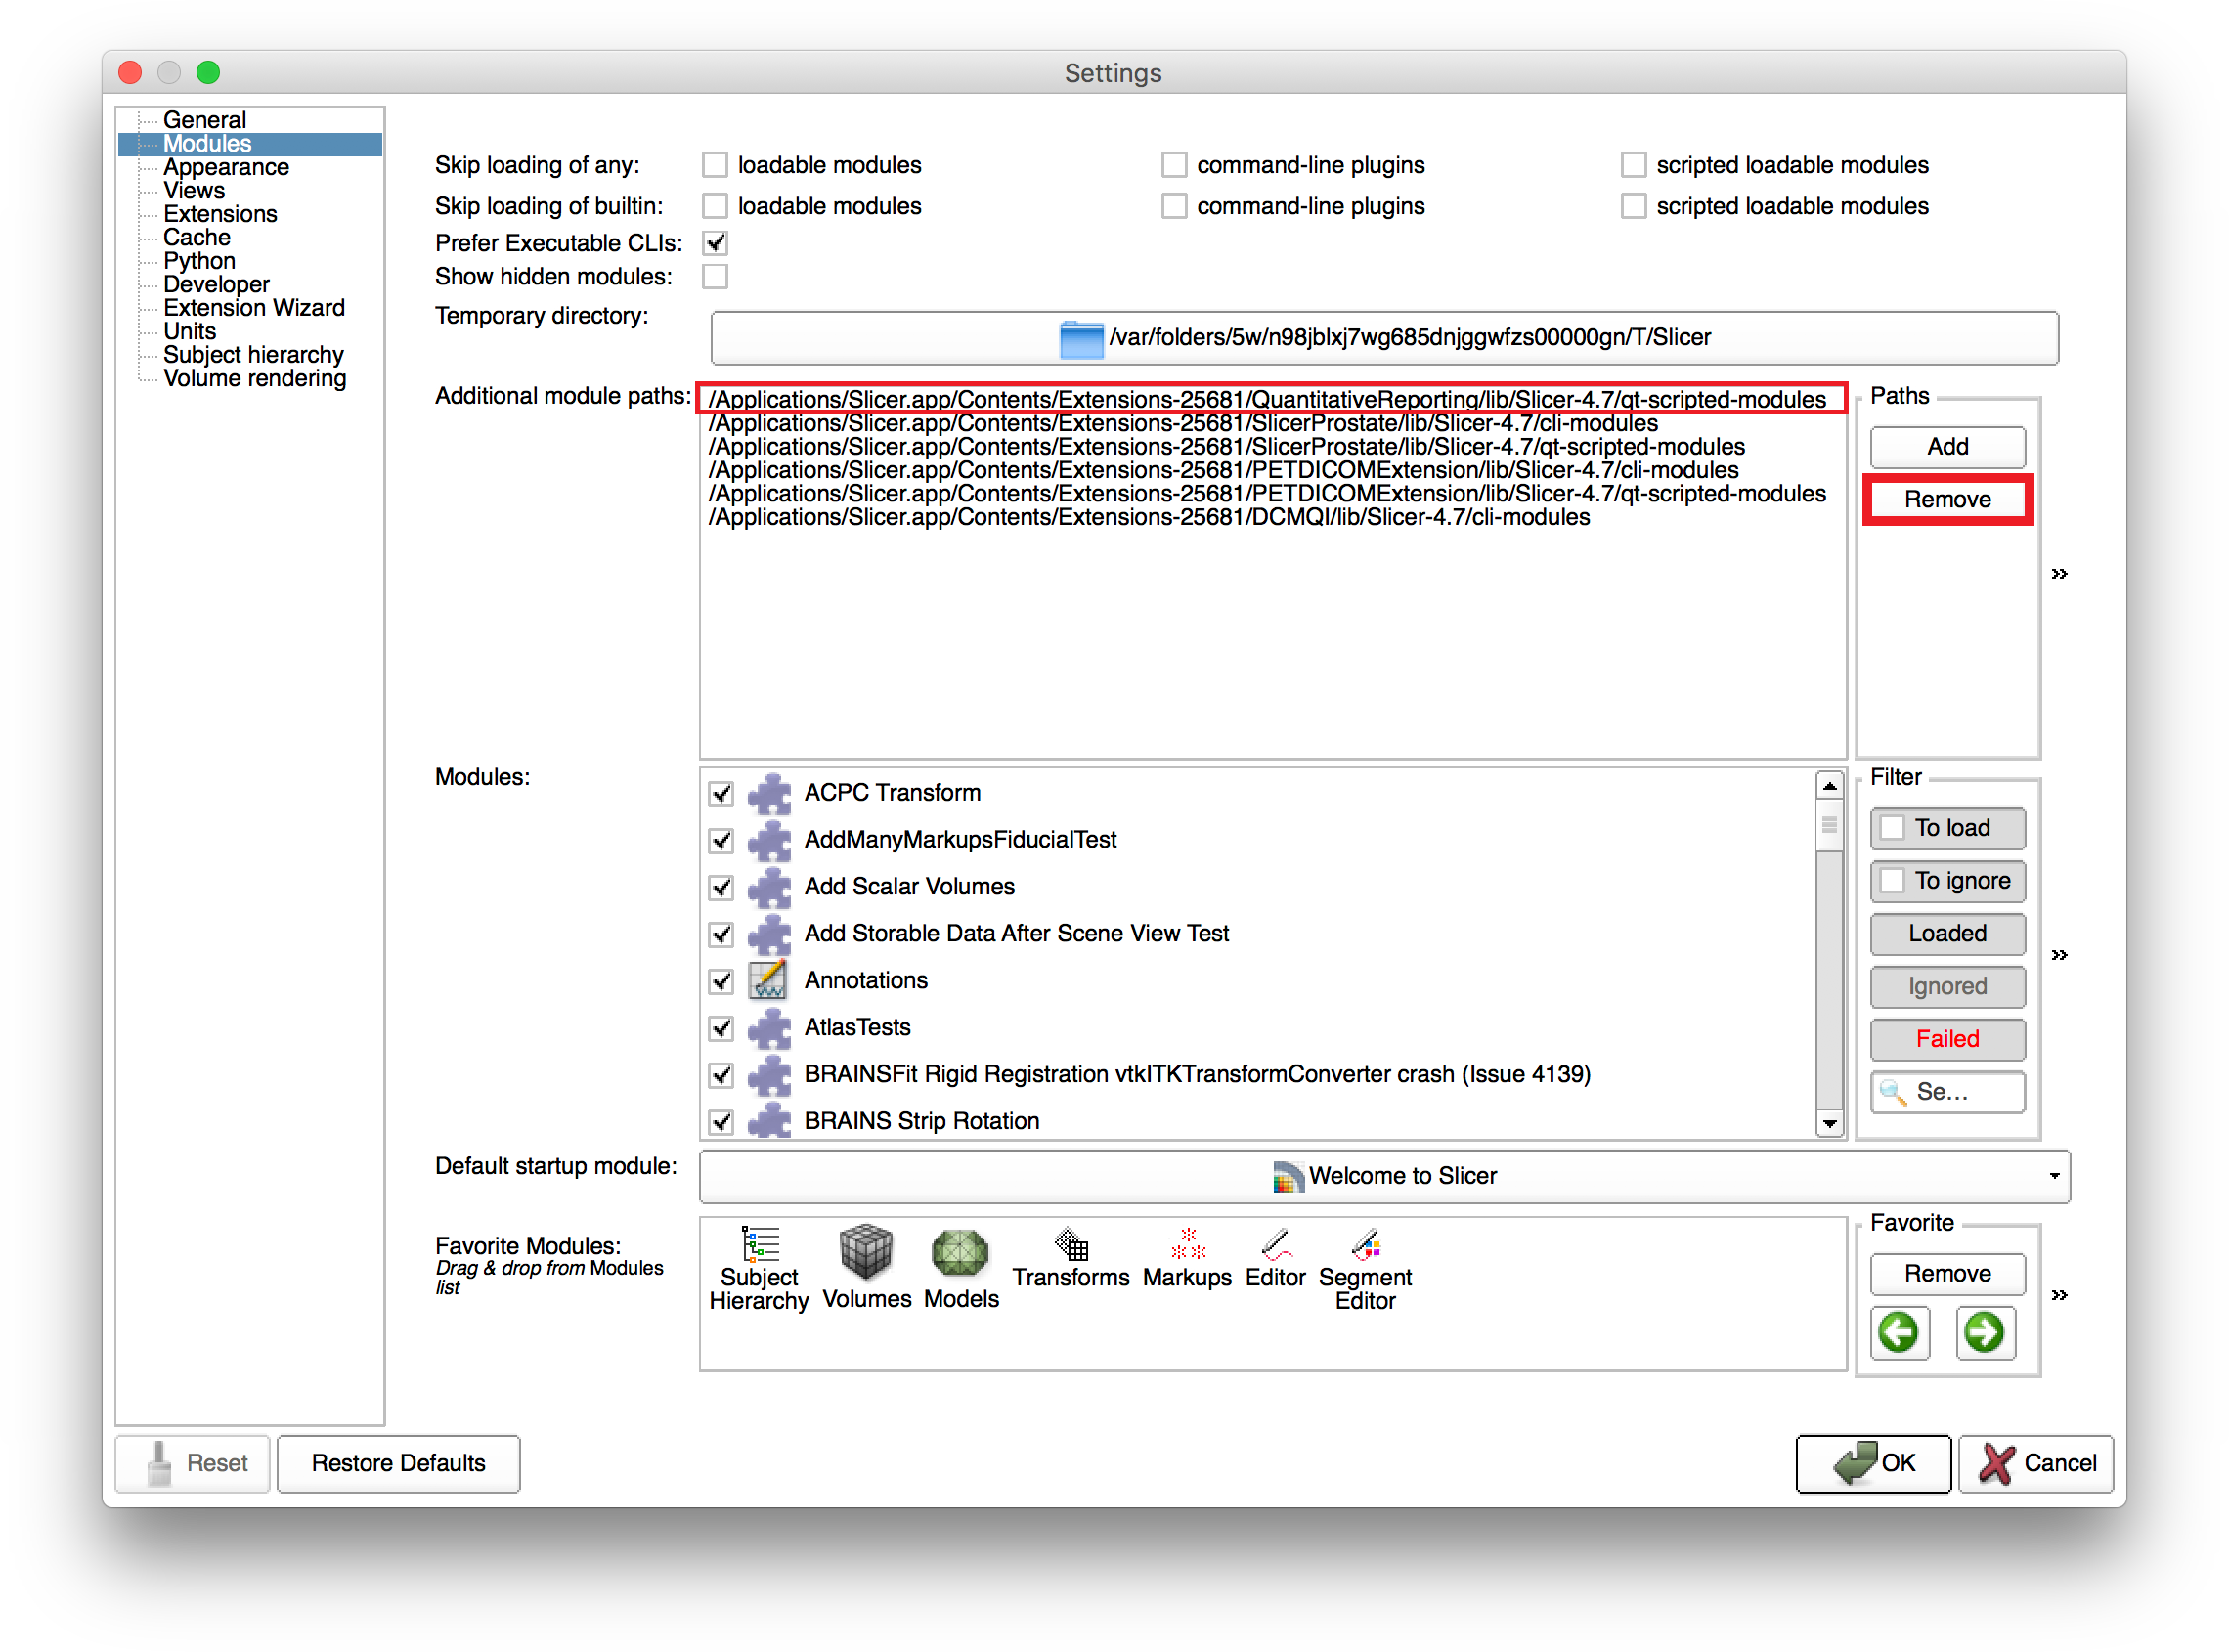 Settings
General
Modules
Appearance
Views
Extensions
Cache
Python
Developer
Extension Wizard
Units
Subject hierarchy
Volume rendering
Skip loading of any: loadable modules command-line plugins scripted loadable modules
Skip loading of builtin: loadable modules command-line plugins scripted loadable modules
Prefer Executable CLIs:
Show hidden modules:
Temporary directory: /var/folders/5w/n98jblxj7wg685dnjggwfzs00000gn/T/Slicer
Additional module paths: /Applications/Slicer.app/Contents/Extensions-25681/QuantitativeReporting/lib/Slicer-4.7/qt-scripted-modules
/Applications/Slicer.app/Contents/Extensions-25681/SlicerProstate/lib/Slicer-4.7/cli-modules
/Applications/Slicer.app/Contents/Extensions-25681/SlicerProstate/lib/Slicer-4.7/qt-scripted-modules
/Applications/Slicer.app/Contents/Extensions-25681/PETDICOMExtension/lib/Slicer-4.7/cli-modules
/Applications/Slicer.app/Contents/Extensions-25681/PETDICOMExtension/lib/Slicer-4.7/qt-scripted-modules
/Applications/Slicer.app/Contents/Extensions-25681/DCMQI/lib/Slicer-4.7/cli-modules
Paths
Add
Remove
»
Modules:
ACPC Transform
AddManyMarkupsFiducialTest
Add Scalar Volumes
Add Storable Data After Scene View Test
Annotations
AtlasTests
BRAINSFit Rigid Registration vtkITKTransformConverter crash (Issue 4139)
BRAINS Strip Rotation
Filter
To load
To ignore
Loaded
Ignored
Failed
Se...
»
Default startup module: Welcome to Slicer
Favorite Modules:
Drag & drop from Modules
list
Subject
Hierarchy
Volumes
Models
Transforms
Markups
Editor
Segment
Editor
Favorite
Remove
»
Reset
Restore Defaults
OK
Cancel